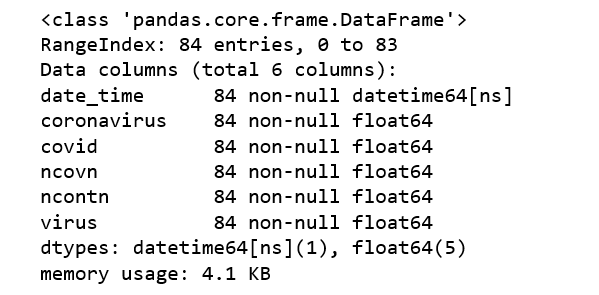 <class 'pandas.core.frame.DataFrame'>
RangeIndex: 84 entries, 0 to 83
Data columns (total 6 columns):
date_time      84 non-null datetime64[ns]
coronavirus    84 non-null float64
covid          84 non-null float64
ncovn          84 non-null float64
ncontn         84 non-null float64
virus          84 non-null float64
dtypes: datetime64[ns](1), float64(5)
memory usage: 4.1 KB